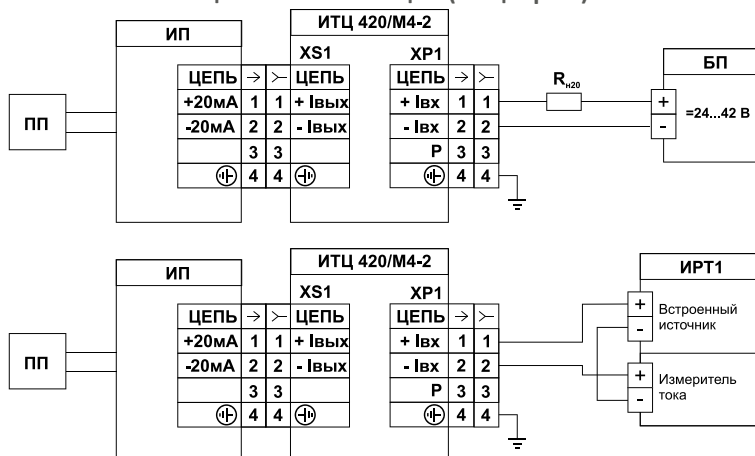 ИП
ИТЦ 420/М4-2
XS1
XP1
БП
ПП
ЦЕПЬ
ЦЕПЬ
ЦЕПЬ
+20мА 1 1 + Iвых
+ Iвх 1 1
-20мА 2 2 - Iвых
- Iвх 2 2
3 3
P 3 3
4 4
4 4
Rн20
+
-
=24...42 В
ИП
ИТЦ 420/М4-2
XS1
XP1
ИРТ1
ПП
ЦЕПЬ
ЦЕПЬ
ЦЕПЬ
+20мА 1 1 + Iвых
+ Iвх 1 1
-20мА 2 2 - Iвых
- Iвх 2 2
3 3
P 3 3
4 4
4 4
+
-
Встроенный
источник
+
-
Измеритель
тока